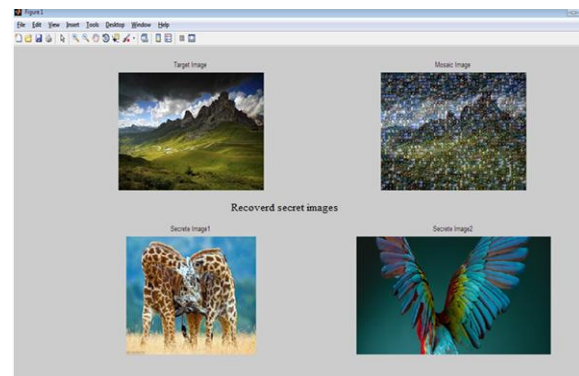 Figure 1
File Edit View Insert Tools Desktop Window Help
Target Image
Mosaic Image
Recoverd secret images
Secrete Image1
Secrete Image2